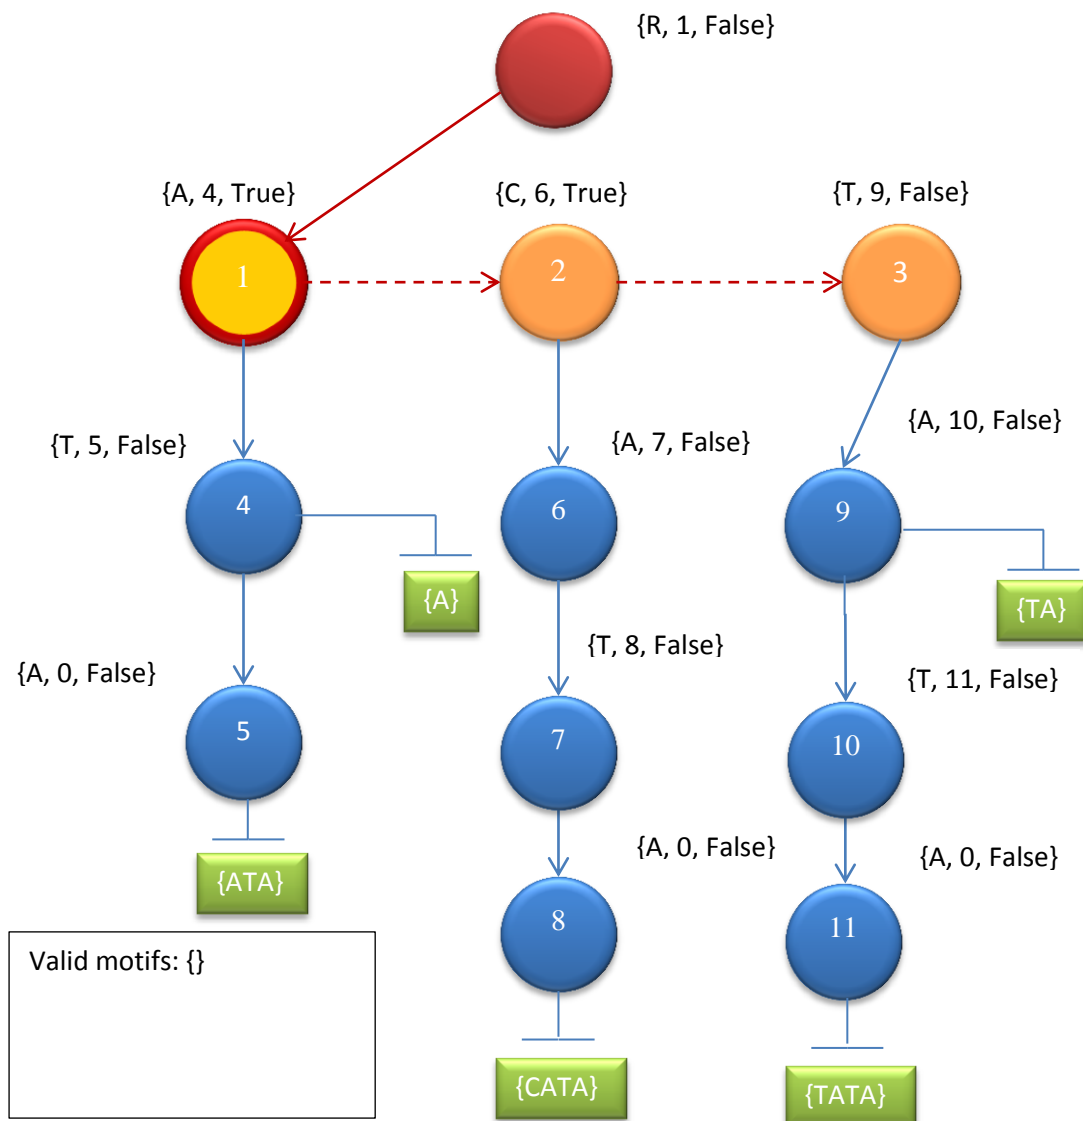 {R, 1, False}
{A, 4, True}
{C, 6, True}
{T, 9, False}
1
2
3
{T, 5, False}
{A, 7, False}
{A, 10, False}
4
6
9
{A}
{TA}
{A, 0, False}
{T, 8, False}
{T, 11, False}
5
7
10
{ATA}
{A, 0, False}
{A, 0, False}
8
11
Valid motifs: {}
{CATA}
{TATA}